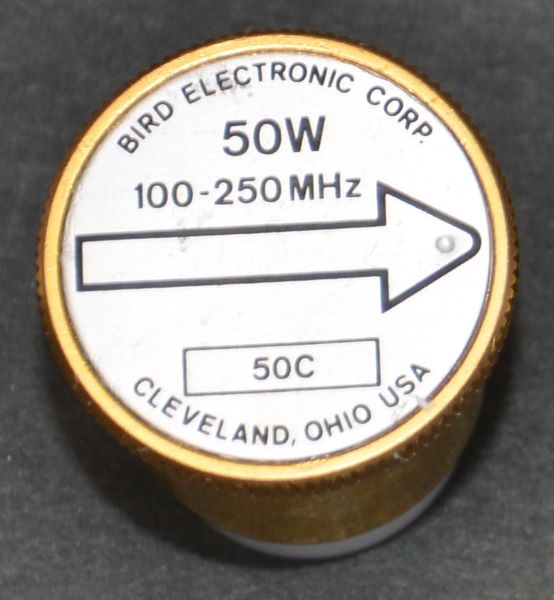 BIRD ELECTRONIC CORP.
50W
100-250 MHz
50C
CLEVELAND, OHIO USA